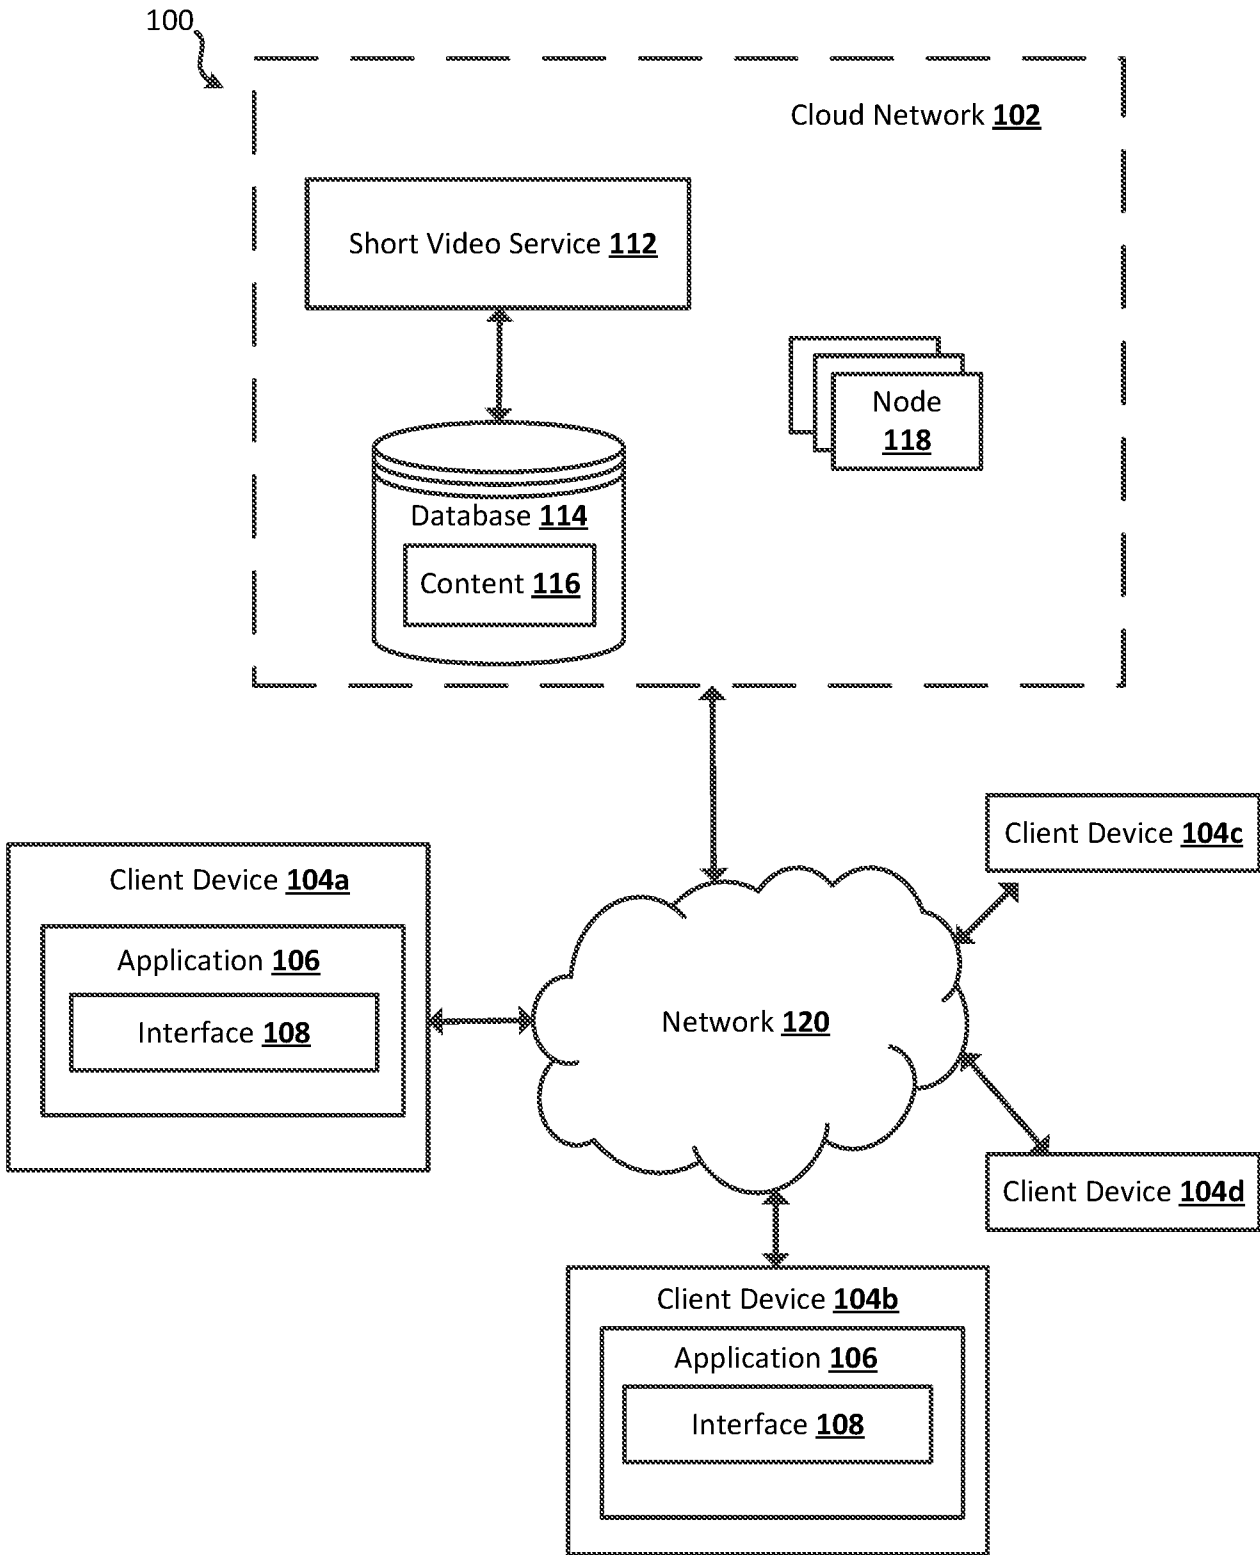 100
Cloud Network 102
Short Video Service 112
Node
118
Database 114
Content 116
Client Device 104c
Client Device 104a
Application 106
Interface 108
Network 120
Client Device 104d
Client Device 104b
Application 106
Interface 108